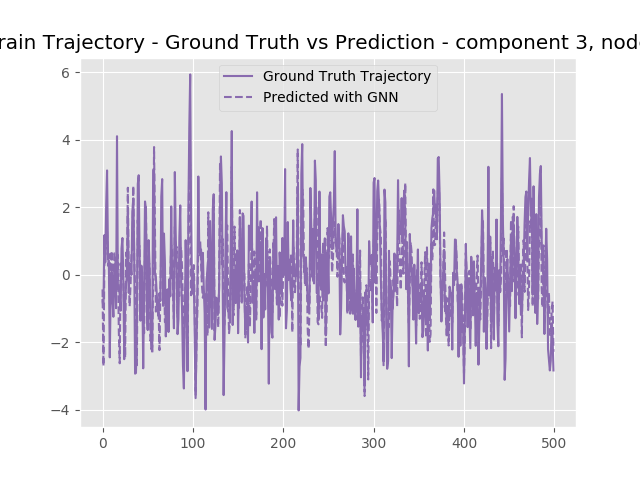 rain Trajectory - Ground Truth vs Prediction - component 3, nod
Ground Truth Trajectory
Predicted with GNN
6
4
2
0
−2
−4
0 100 200 300 400 500